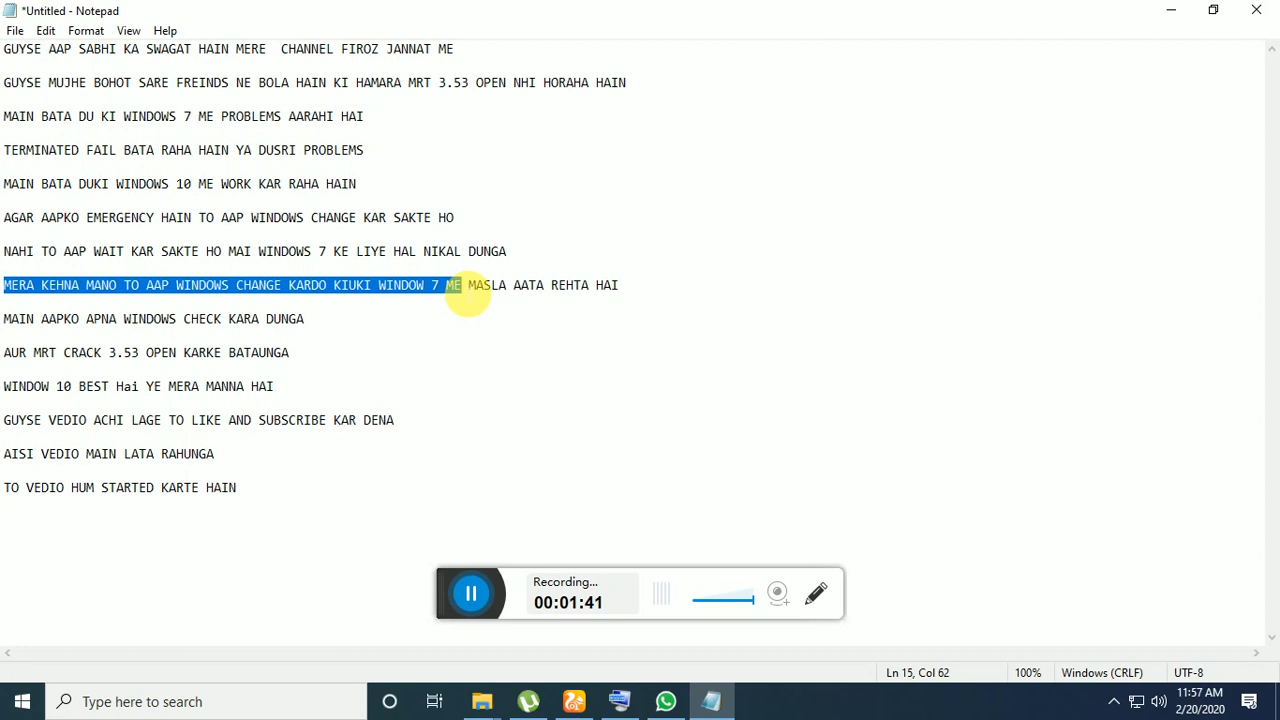 *Untitled - Notepad
File Edit Format View Help
GUYSE AAP SABHI KA SWAGAT HAIN MERE  CHANNEL FIROZ JANNAT ME
GUYSE MUJHE BOHOT SARE FREINDS NE BOLA HAIN KI HAMARA MRT 3.53 OPEN NHI HORAHA HAIN
MAIN BATA DU KI WINDOWS 7 ME PROBLEMS AARAHI HAI
TERMINATED FAIL BATA RAHA HAIN YA DUSRI PROBLEMS
MAIN BATA DUKI WINDOWS 10 ME WORK KAR RAHA HAIN
AGAR AAPKO EMERGENCY HAIN TO AAP WINDOWS CHANGE KAR SAKTE HO
NAHI TO AAP WAIT KAR SAKTE HO MAI WINDOWS 7 KE LIYE HAL NIKAL DUNGA
MERA KEHNA MANO TO AAP WINDOWS CHANGE KARDO KIUKI WINDOW 7 ME MASLA AATA REHTA HAI
MAIN AAPKO APNA WINDOWS CHECK KARA DUNGA
AUR MRT CRACK 3.53 OPEN KARKE BATAUNGA
WINDOW 10 BEST Hai YE MERA MANNA HAI
GUYSE VEDIO ACHI LAGE TO LIKE AND SUBSCRIBE KAR DENA
AISI VEDIO MAIN LATA RAHUNGA
TO VEDIO HUM STARTED KARTE HAIN
Recording...
00:01:41
Ln 15, Col 62 100% Windows (CRLF) UTF-8
Type here to search
11:57 AM
2/20/2020